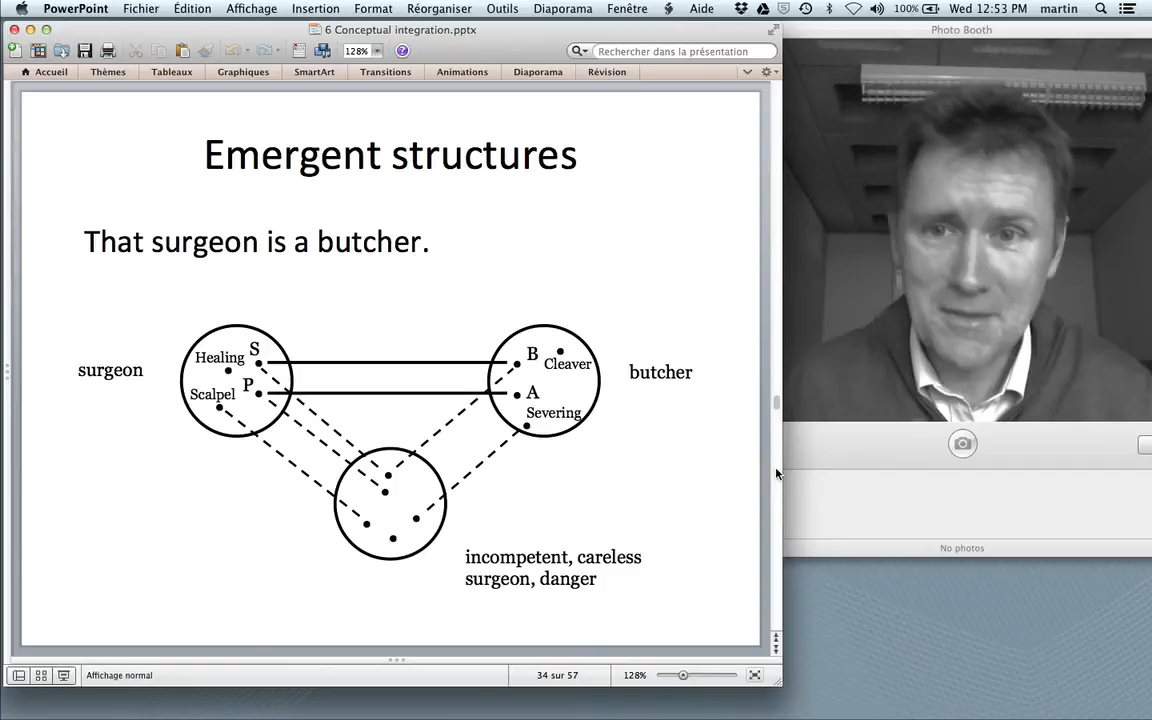 PowerPoint Fichier Édition Affichage Insertion Format Réorganiser Outils Diaporama Fenêtre Aide 100% Wed 12:53 PM martin
6 Conceptual integration.pptx
Photo Booth
128% Rechercher dans la présentation
Accueil Thèmes Tableaux Graphiques SmartArt Transitions Animations Diaporama Révision
Emergent structures
That surgeon is a butcher.
surgeon
Healing S
Scalpel P
B
Cleaver
A
Severing
butcher
incompetent, careless
surgeon, danger
No photos
Affichage normal 34 sur 57 128%